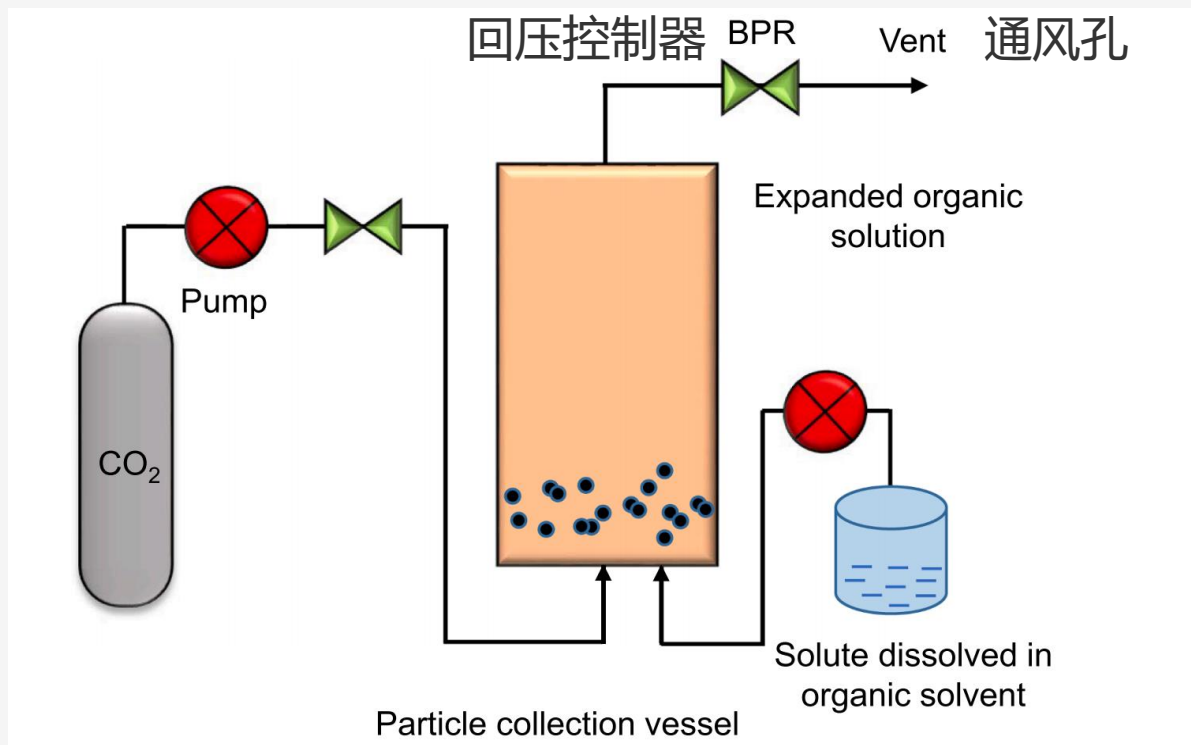 回压控制器 BPR Vent 通风孔
Expanded organic
solution
Pump
CO₂
Solute dissolved in
organic solvent
Particle collection vessel